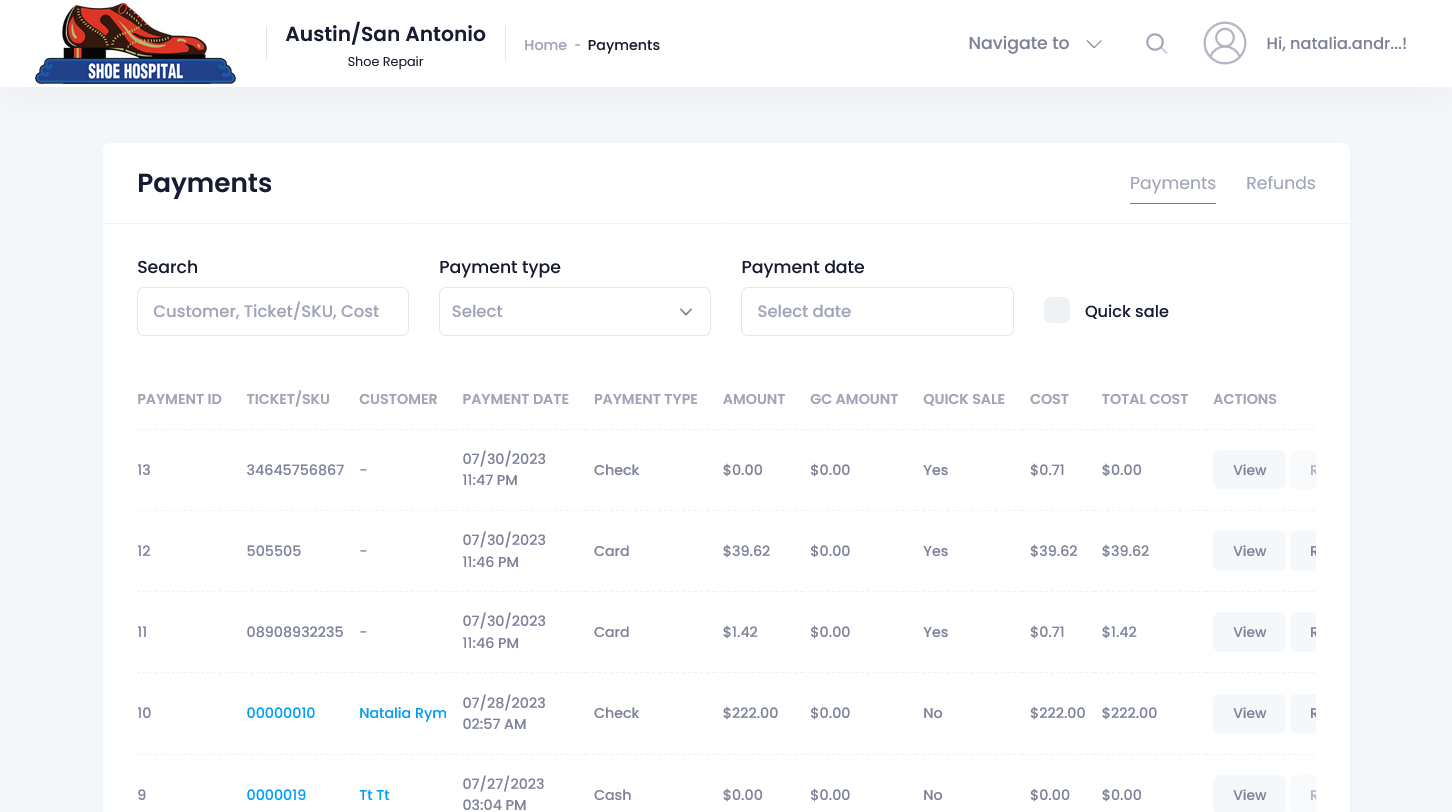 SHOE HOSPITAL
Austin/San Antonio
Shoe Repair
Home - Payments
Navigate to
Hi, natalia.andr...!
Payments
Payments Refunds
Search Payment type Payment date
Customer, Ticket/SKU, Cost Select Select date Quick sale
PAYMENT ID TICKET/SKU CUSTOMER PAYMENT DATE PAYMENT TYPE AMOUNT GC AMOUNT QUICK SALE COST TOTAL COST ACTIONS
13 34645756867 - 07/30/2023 11:47 PM Check $0.00 $0.00 Yes $0.71 $0.00 View
12 505505 - 07/30/2023 11:46 PM Card $39.62 $0.00 Yes $39.62 $39.62 View
11 08908932235 - 07/30/2023 11:46 PM Card $1.42 $0.00 Yes $0.71 $1.42 View
10 00000010 Natalia Rym 07/28/2023 02:57 AM Check $222.00 $0.00 No $222.00 $222.00 View
9 0000019 Tt Tt 07/27/2023 03:04 PM Cash $0.00 $0.00 No $0.00 $0.00 View